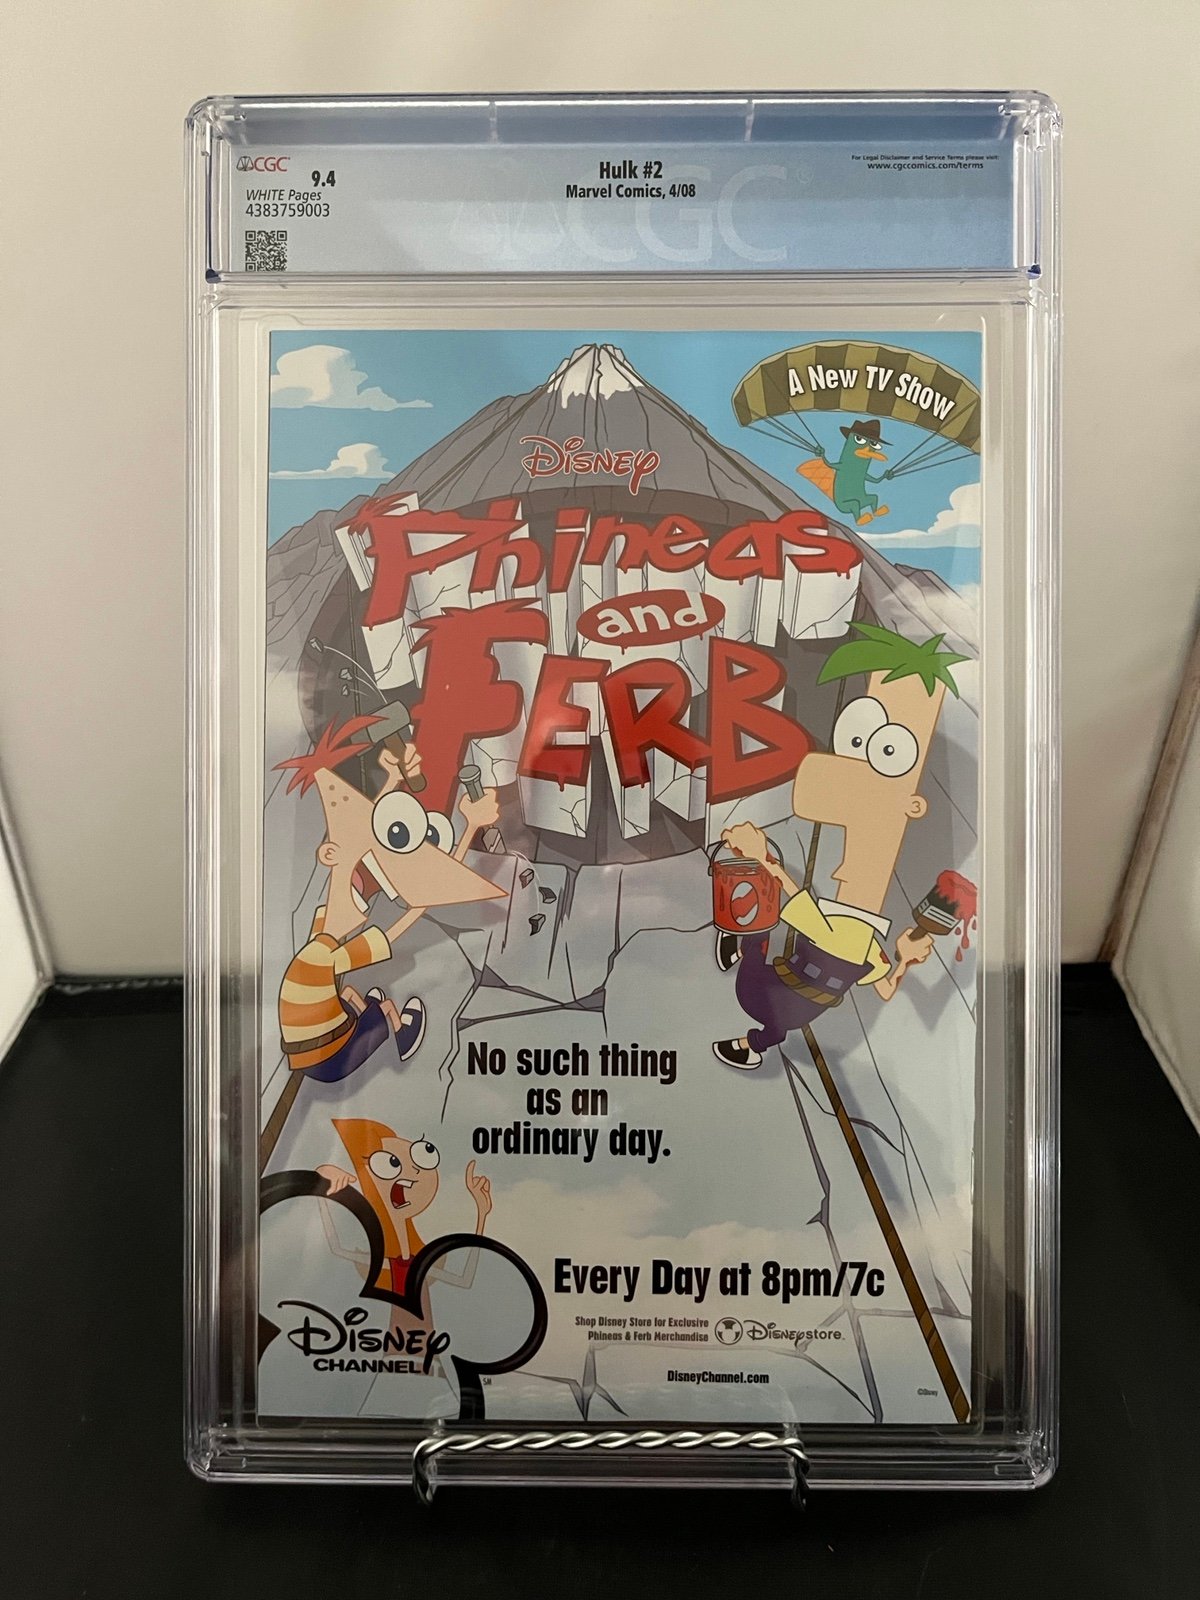 CGC
9.4
WHITE Pages
4383759003
Hulk #2
Marvel Comics, 4/08
For Legal Disclaimer and Service Terms please visit:
www.cgccomics.com/terms
CGC
A New TV Show
Disney
Phineas
and
FERB
No such thing
as an
ordinary day.
Every Day at 8pm/7c
Shop Disney Store for Exclusive
Phineas & Ferb Merchandise
Disney store
DisneyChannel.com
Disney
CHANNEL
SM
©Disney